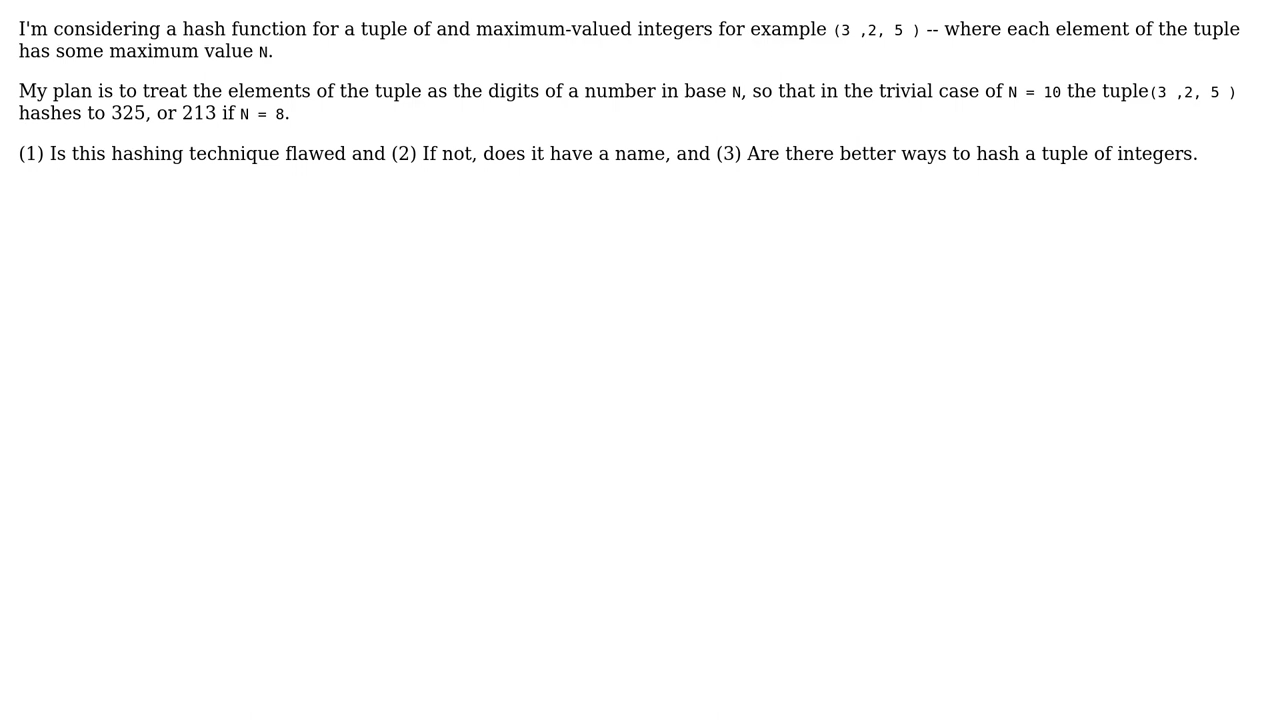 I'm considering a hash function for a tuple of and maximum-valued integers for example (3 ,2, 5 ) -- where each element of the tuple
has some maximum value N.
My plan is to treat the elements of the tuple as the digits of a number in base N, so that in the trivial case of N = 10 the tuple(3 ,2, 5 )
hashes to 325, or 213 if N = 8.
(1) Is this hashing technique flawed and (2) If not, does it have a name, and (3) Are there better ways to hash a tuple of integers.